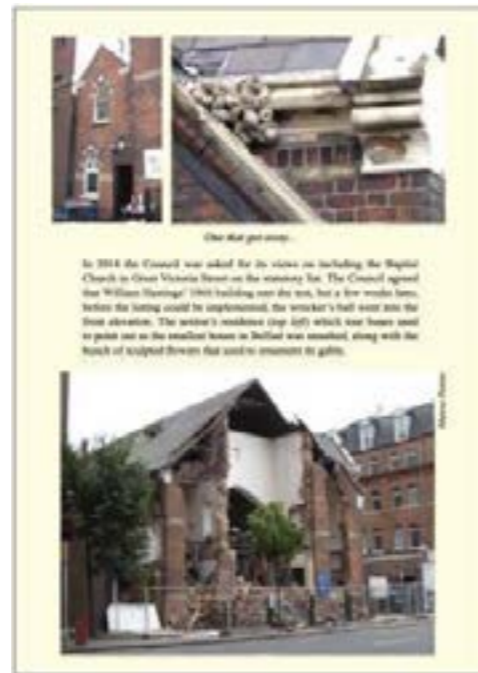 One that got away...
In 2014 the Council was asked for its views on including the Baptist
Church in Great Victoria Street on the statutory list. The Council agreed
that William Hastings' building met the test, but a few weeks later,
before the listing could be implemented, the wrecker's ball went into the
front elevation. The sexton's residence (top left) which tour buses used
to point out as the smallest house in Belfast was smashed, along with the
bunch of sculpted flowers that used to ornament its gable.